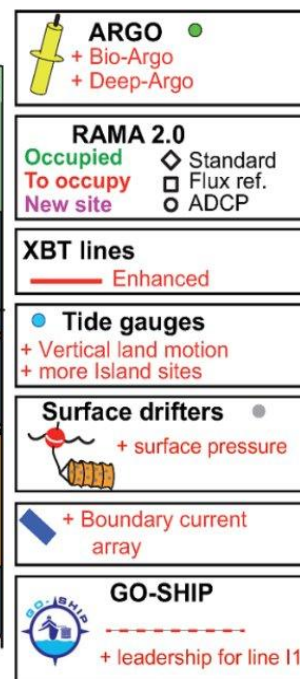 ARGO
+ Bio-Argo
+ Deep-Argo
RAMA 2.0
Occupied Standard
To occupy Flux ref.
New site ADCP
XBT lines
Enhanced
Tide gauges
+ Vertical land motion
+ more Island sites
Surface drifters
+ surface pressure
+ Boundary current
array
GO-SHIP
GO-SHIP
+ leadership for line I1